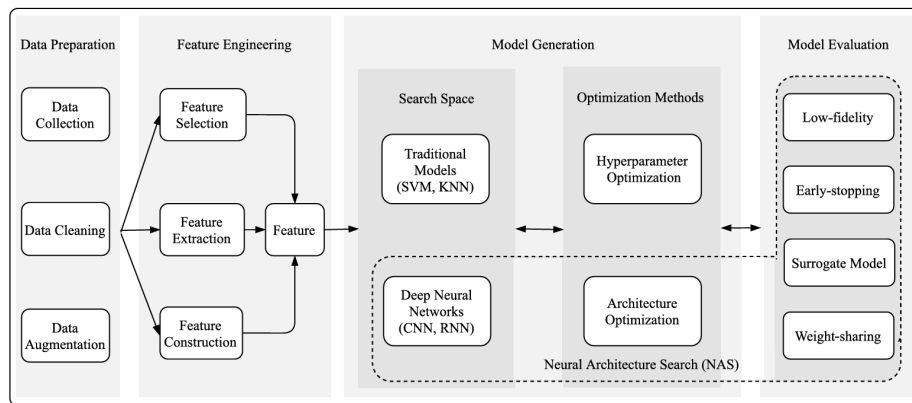 Data Preparation
Data
Collection
Data Cleaning
Data
Augmentation
Feature Engineering
Feature
Selection
Feature
Extraction
Feature
Construction
Feature
Model Generation
Search Space
Traditional
Models
(SVM, KNN)
Deep Neural
Networks
(CNN, RNN)
Optimization Methods
Hyperparameter
Optimization
Architecture
Optimization
Neural Architecture Search (NAS)
Model Evaluation
Low-fidelity
Early-stopping
Surrogate Model
Weight-sharing